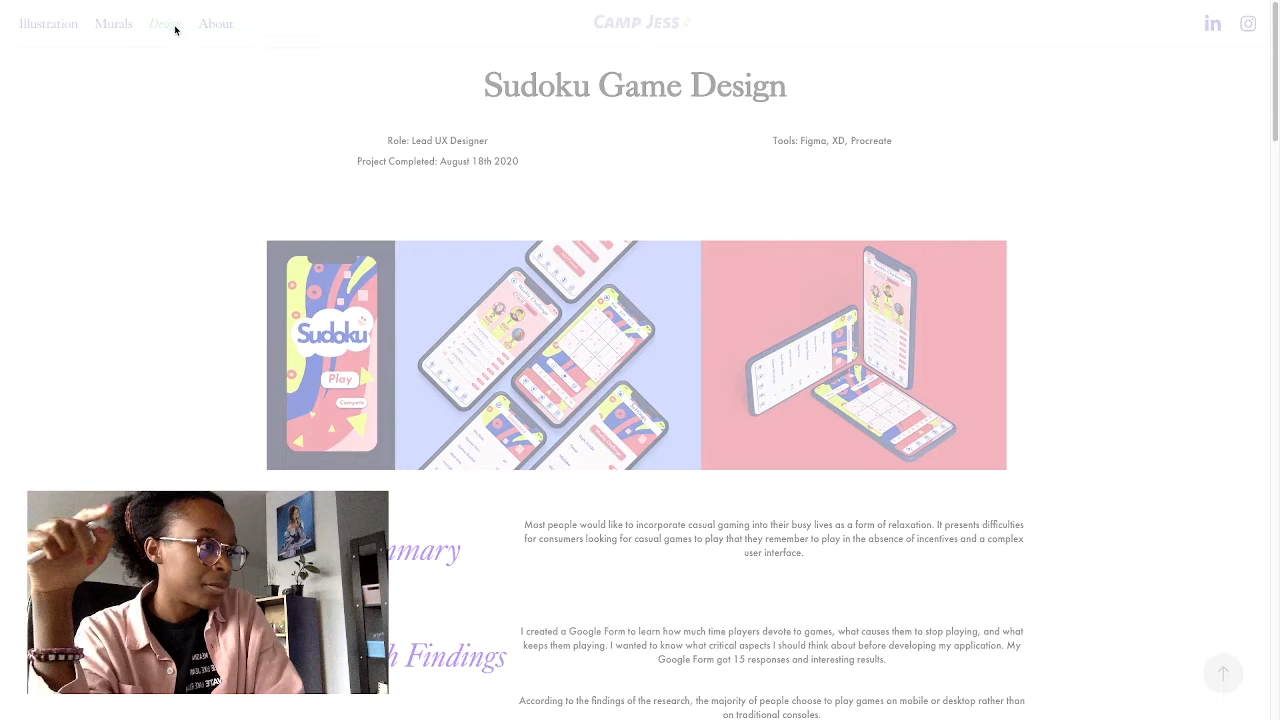 Illustration Murals Design About
CAMP JESS
Sudoku Game Design
Role: Lead UX Designer
Project Completed: August 18th 2020
Tools: Figma, XD, Procreate
Sudoku
Play
Compete
mmary
Most people would like to incorporate casual gaming into their busy lives as a form of relaxation. It presents difficulties
for consumers looking for casual games to play that they remember to play in the absence of incentives and a complex
user interface.
h Findings
I created a Google Form to learn how much time players devote to games, what causes them to stop playing, and what
keeps them playing. I wanted to know what critical aspects I should think about before developing my application. My
Google Form got 15 responses and interesting results.
According to the findings of the research, the majority of people choose to play games on mobile or desktop rather than
on traditional consoles.